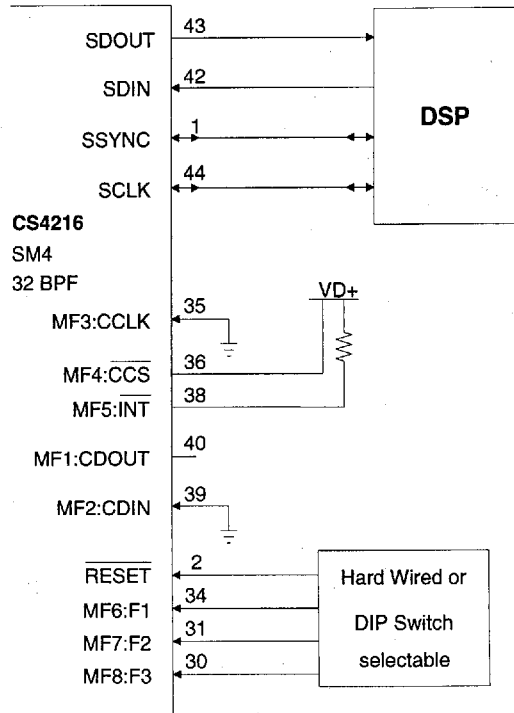 SDOUT 43
SDIN 42
SSYNC 1
SCLK 44
DSP
CS4216
SM4
32 BPF
VD+
MF3:CCLK 35
MF4:CCS 36
MF5:INT 38
MF1:CDOUT 40
MF2:CDIN 39
RESET 2
MF6:F1 34
MF7:F2 31
MF8:F3 30
Hard Wired or
DIP Switch
selectable